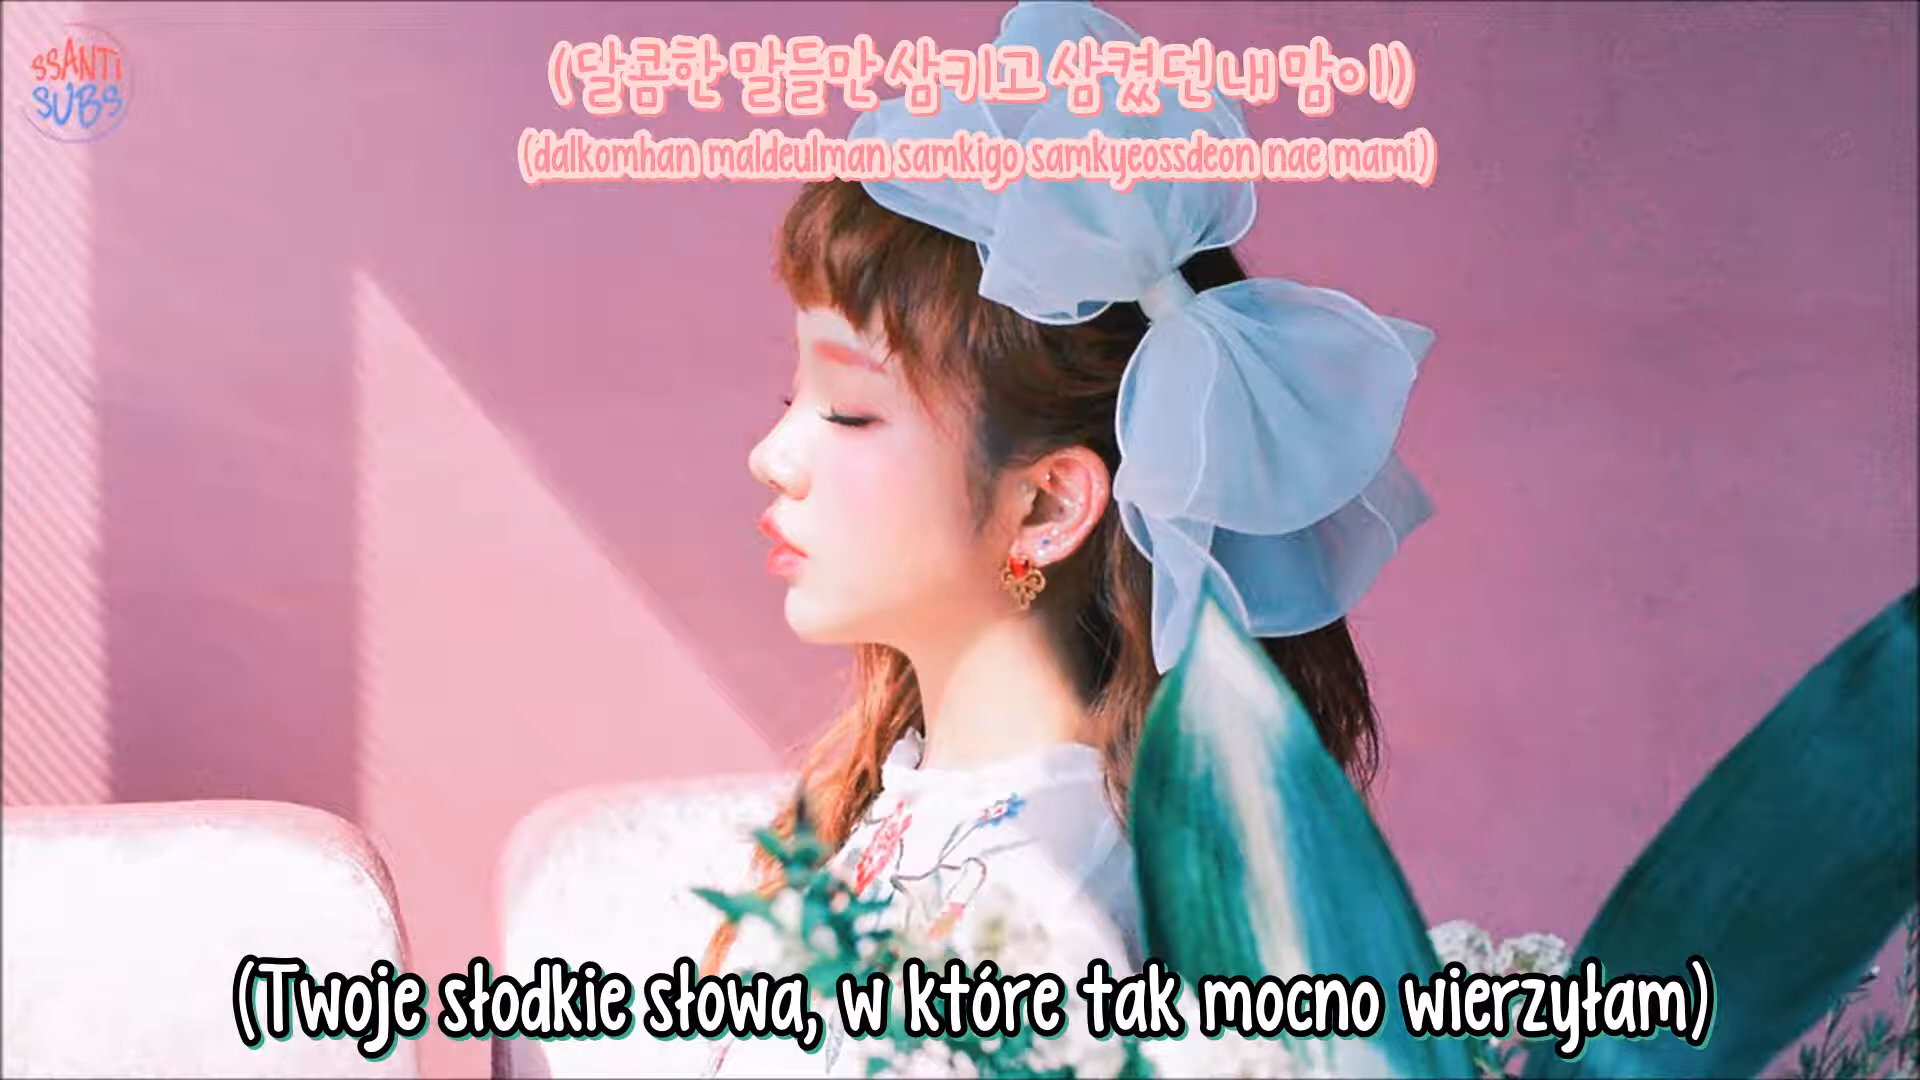 SSANTI
SUBS
(달콤한 말들만 삼키고 삼켰던 내 맘이)
(dalkomhan maldeulman samkigo samkyeossdeon nae mami)
(Twoje słodkie słowa, w które tak mocno wierzyłam)